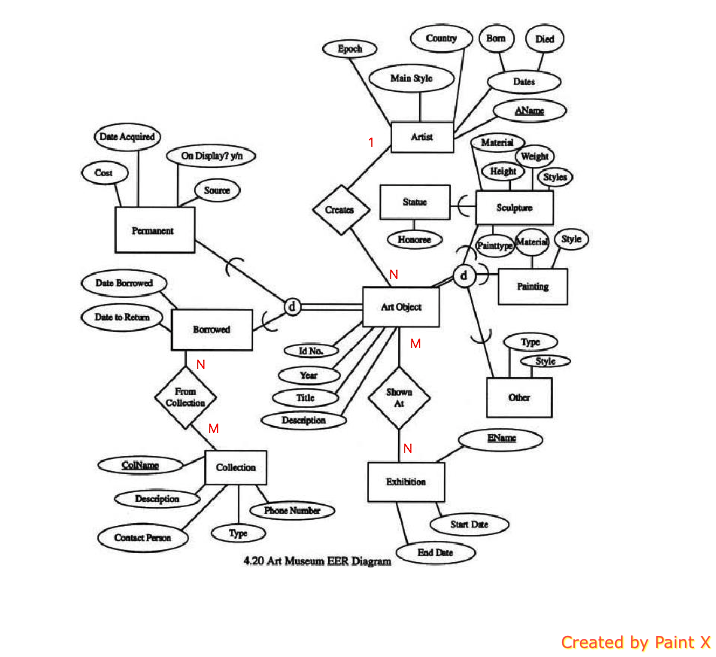 Country
Born
Died
Epoch
Main Style
Dates
AName
Artist
1
Date Acquired
On Display? y/n
Cost
Source
Permanent
Material
Weight
Height
Styles
Statue
Sculpture
Creates
Honoree
Painttype
Material
Style
N
d
Painting
Date Borrowed
Date to Return
Borrowed
d
Art Object
Id No.
M
Year
Title
Description
Type
Style
Other
N
From
Collection
Shown
At
M
N
EName
ColName
Collection
Exhibition
Description
Phone Number
Contact Person
Type
Start Date
End Date
4.20 Art Museum EER Diagram
Created by Paint X